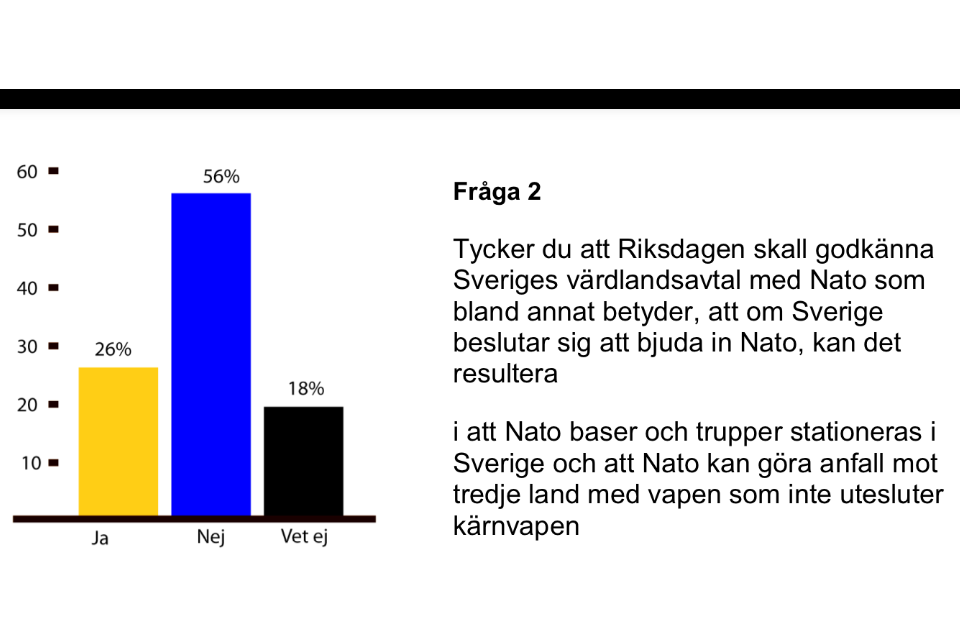 60
50
40
30
20
10
26%
56%
18%
Ja
Nej
Vet ej
Fråga 2
Tycker du att Riksdagen skall godkänna
Sveriges värdlandsavtal med Nato som
bland annat betyder, att om Sverige
beslutar sig att bjuda in Nato, kan det
resultera
i att Nato baser och trupper stationeras i
Sverige och att Nato kan göra anfall mot
tredje land med vapen som inte utesluter
kärnvapen